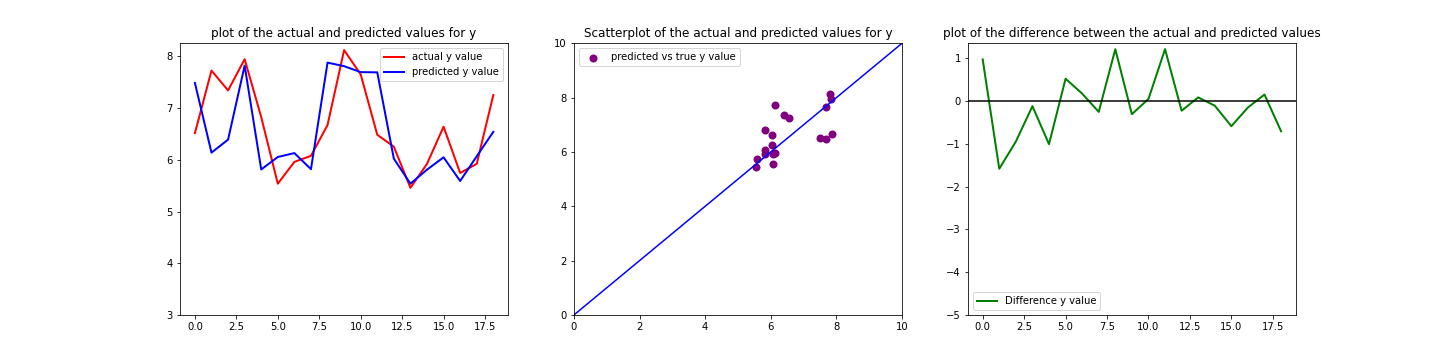 plot of the actual and predicted values for y
actual y value
predicted y value
8
7
6
5
4
3
0.0 2.5 5.0 7.5 10.0 12.5 15.0 17.5
Scatterplot of the actual and predicted values for y
predicted vs true y value
10
8
6
4
2
0
0 2 4 6 8 10
plot of the difference between the actual and predicted values
1
0
−1
−2
−3
−4
−5
Difference y value
0.0 2.5 5.0 7.5 10.0 12.5 15.0 17.5